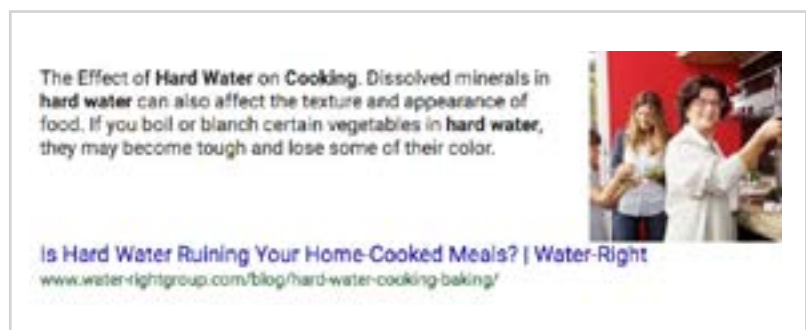 The Effect of Hard Water on Cooking. Dissolved minerals in
hard water can also affect the texture and appearance of
food. If you boil or blanch certain vegetables in hard water,
they may become tough and lose some of their color.
Is Hard Water Ruining Your Home-Cooked Meals? | Water-Right
www.water-rightgroup.com/blog/hard-water-cooking-baking/